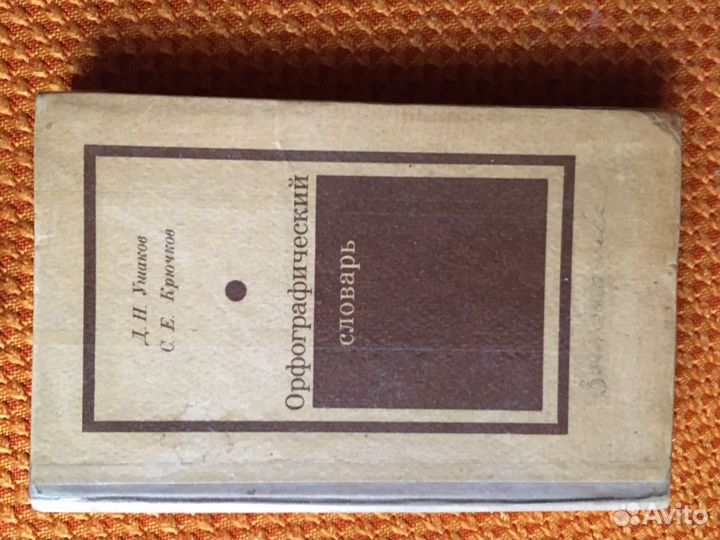 Д. Н. Ушаков
С. Е. Крючков
Орфографический
словарь
Avito